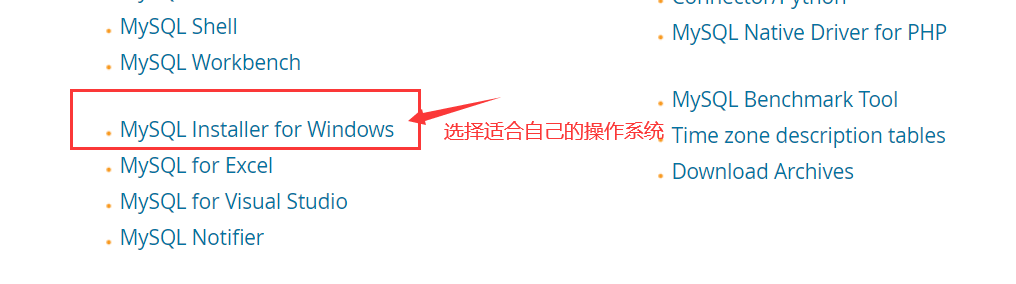 MySQL Shell
MySQL Workbench
MySQL Installer for Windows
MySQL for Excel
MySQL for Visual Studio
MySQL Notifier
选择适合自己的操作系统
Connector/Python
MySQL Native Driver for PHP
MySQL Benchmark Tool
Time zone description tables
Download Archives